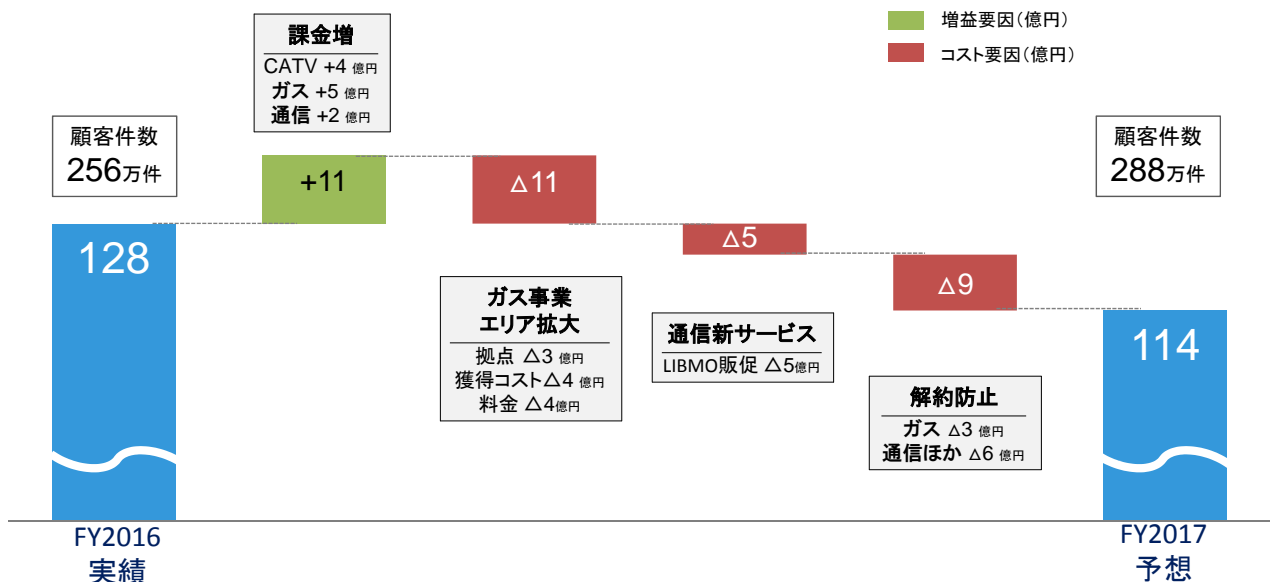 増益要因(億円)
コスト要因(億円)
課金増
CATV +4 億円
ガス +5 億円
通信 +2 億円
顧客件数
256万件
顧客件数
288万件
+11
△11
128
△5
△9
114
ガス事業
エリア拡大
拠点 △3 億円
獲得コスト△4 億円
料金 △4億円
通信新サービス
LIBMO販促 △5億円
解約防止
ガス △3 億円
通信ほか △6 億円
FY2016
実績
FY2017
予想